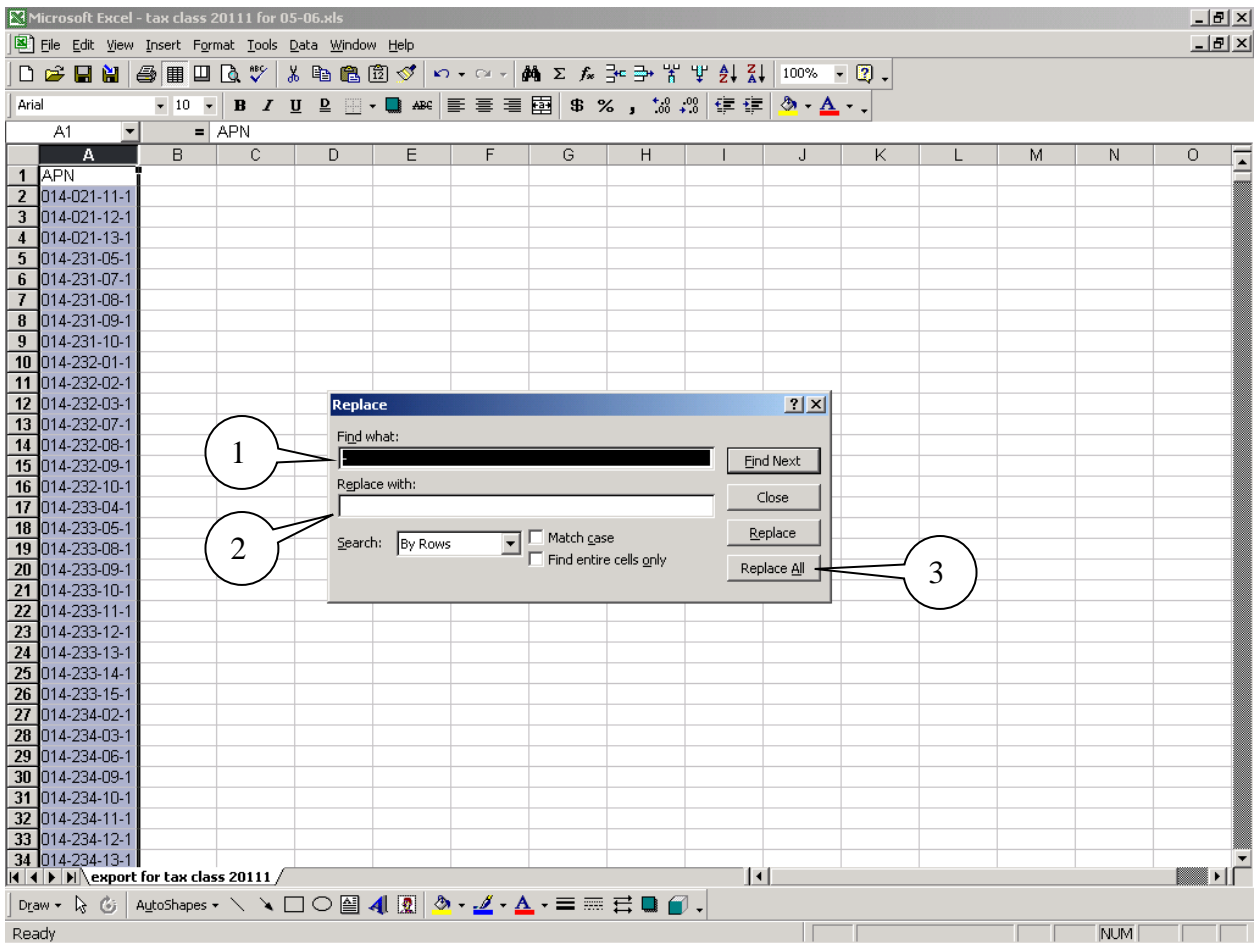 Microsoft Excel - tax class 20111 for 05-06.xls
File Edit View Insert Format Tools Data Window Help
ABC 12 Σ fx A Z Z A 100% ?
Arial 10 B I U D ABC a $ % , .00 .0 A
A1 = APN
A B C D E F G H I J K L M N O
1 APN
2 014-021-11-1
3 014-021-12-1
4 014-021-13-1
5 014-231-05-1
6 014-231-07-1
7 014-231-08-1
8 014-231-09-1
9 014-231-10-1
10 014-232-01-1
11 014-232-02-1
12 014-232-03-1
13 014-232-07-1
14 014-232-08-1
15 014-232-09-1
16 014-232-10-1
17 014-233-04-1
18 014-233-05-1
19 014-233-08-1
20 014-233-09-1
21 014-233-10-1
22 014-233-11-1
23 014-233-12-1
24 014-233-13-1
25 014-233-14-1
26 014-233-15-1
27 014-234-02-1
28 014-234-03-1
29 014-234-06-1
30 014-234-09-1
31 014-234-10-1
32 014-234-11-1
33 014-234-12-1
34 014-234-13-1
Replace ?
Find what:
1 - Find Next
Replace with:
Close
2 Search: By Rows Match case Replace
Find entire cells only Replace All 3
export for tax class 20111
Draw AutoShapes A A
Ready NUM